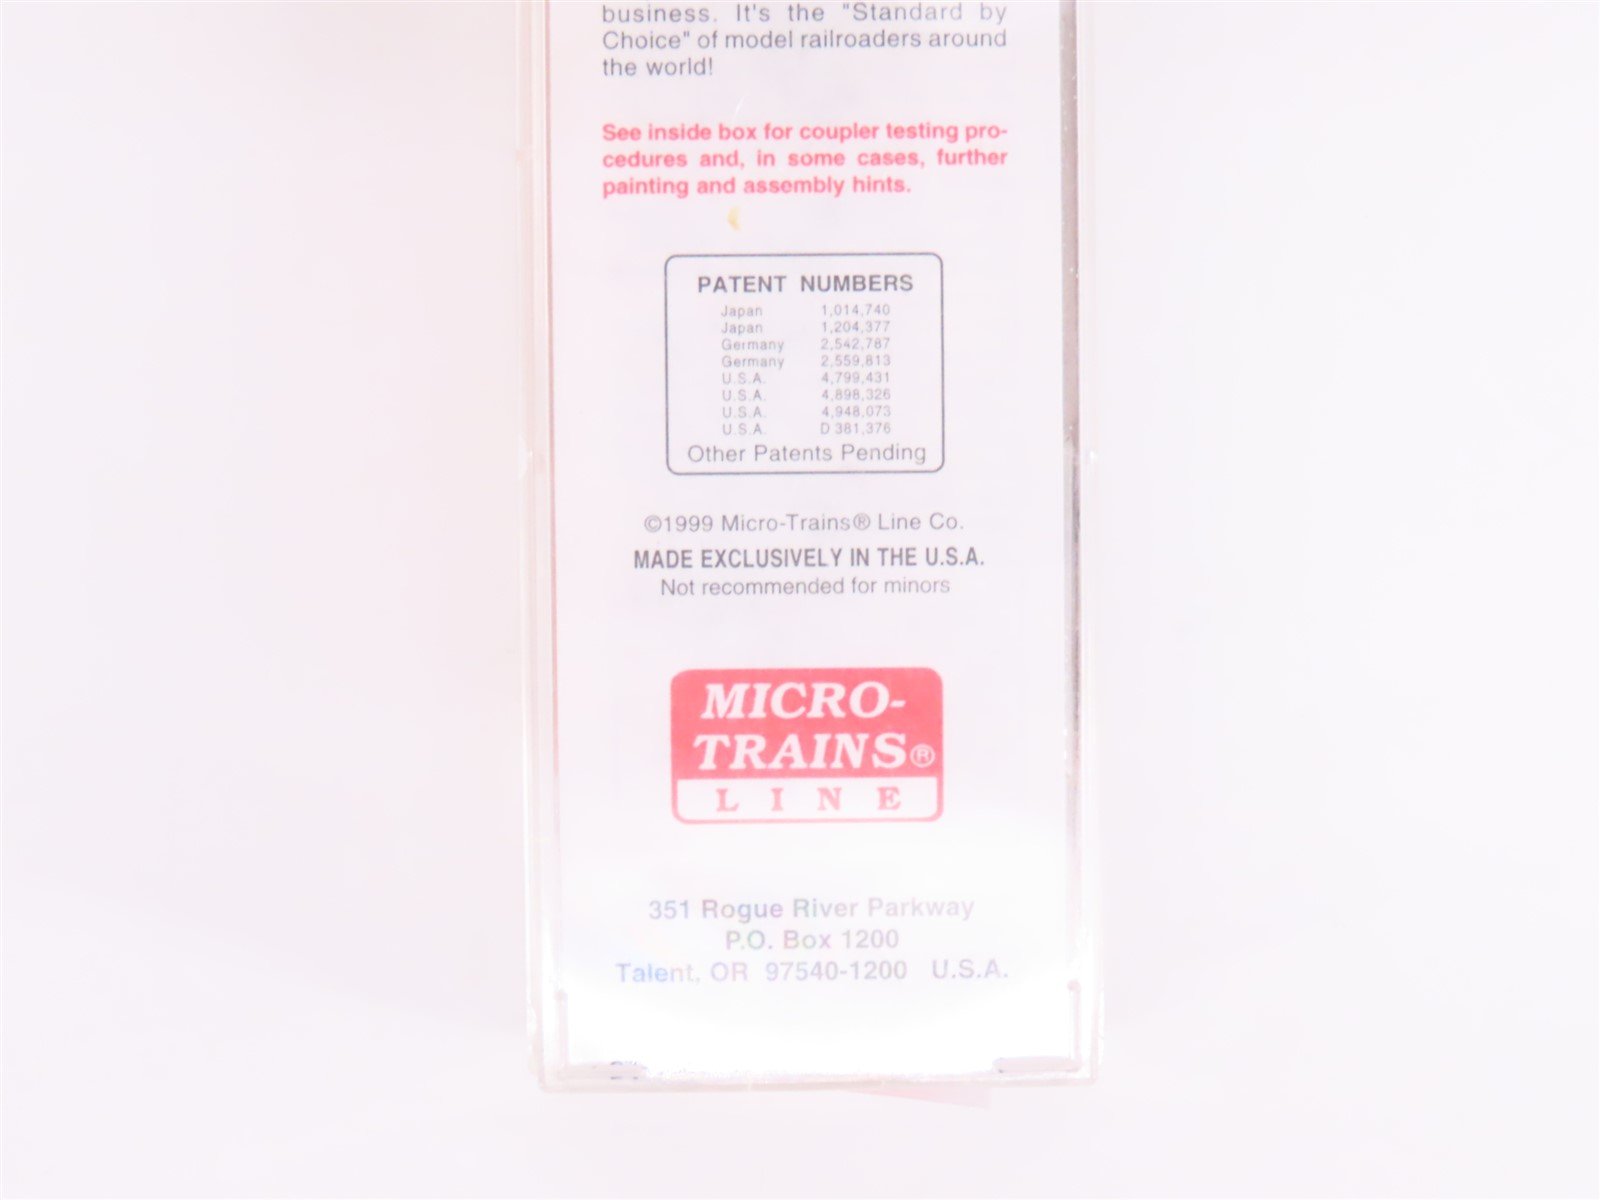 business. It's the "Standard by
Choice" of model railroaders around
the world!
See inside box for coupler testing pro-
cedures and, in some cases, further
painting and assembly hints.
PATENT NUMBERS
Japan 1,014,740
Japan 1,204,377
Germany 2,542,787
Germany 2,559,813
U.S.A. 4,799,431
U.S.A. 4,898,326
U.S.A. 4,948,073
U.S.A. D 381,376
Other Patents Pending
©1999 Micro-Trains® Line Co.
MADE EXCLUSIVELY IN THE U.S.A.
Not recommended for minors
MICRO-
TRAINS®
LINE
351 Rogue River Parkway
P.O. Box 1200
Talent, OR 97540-1200 U.S.A.